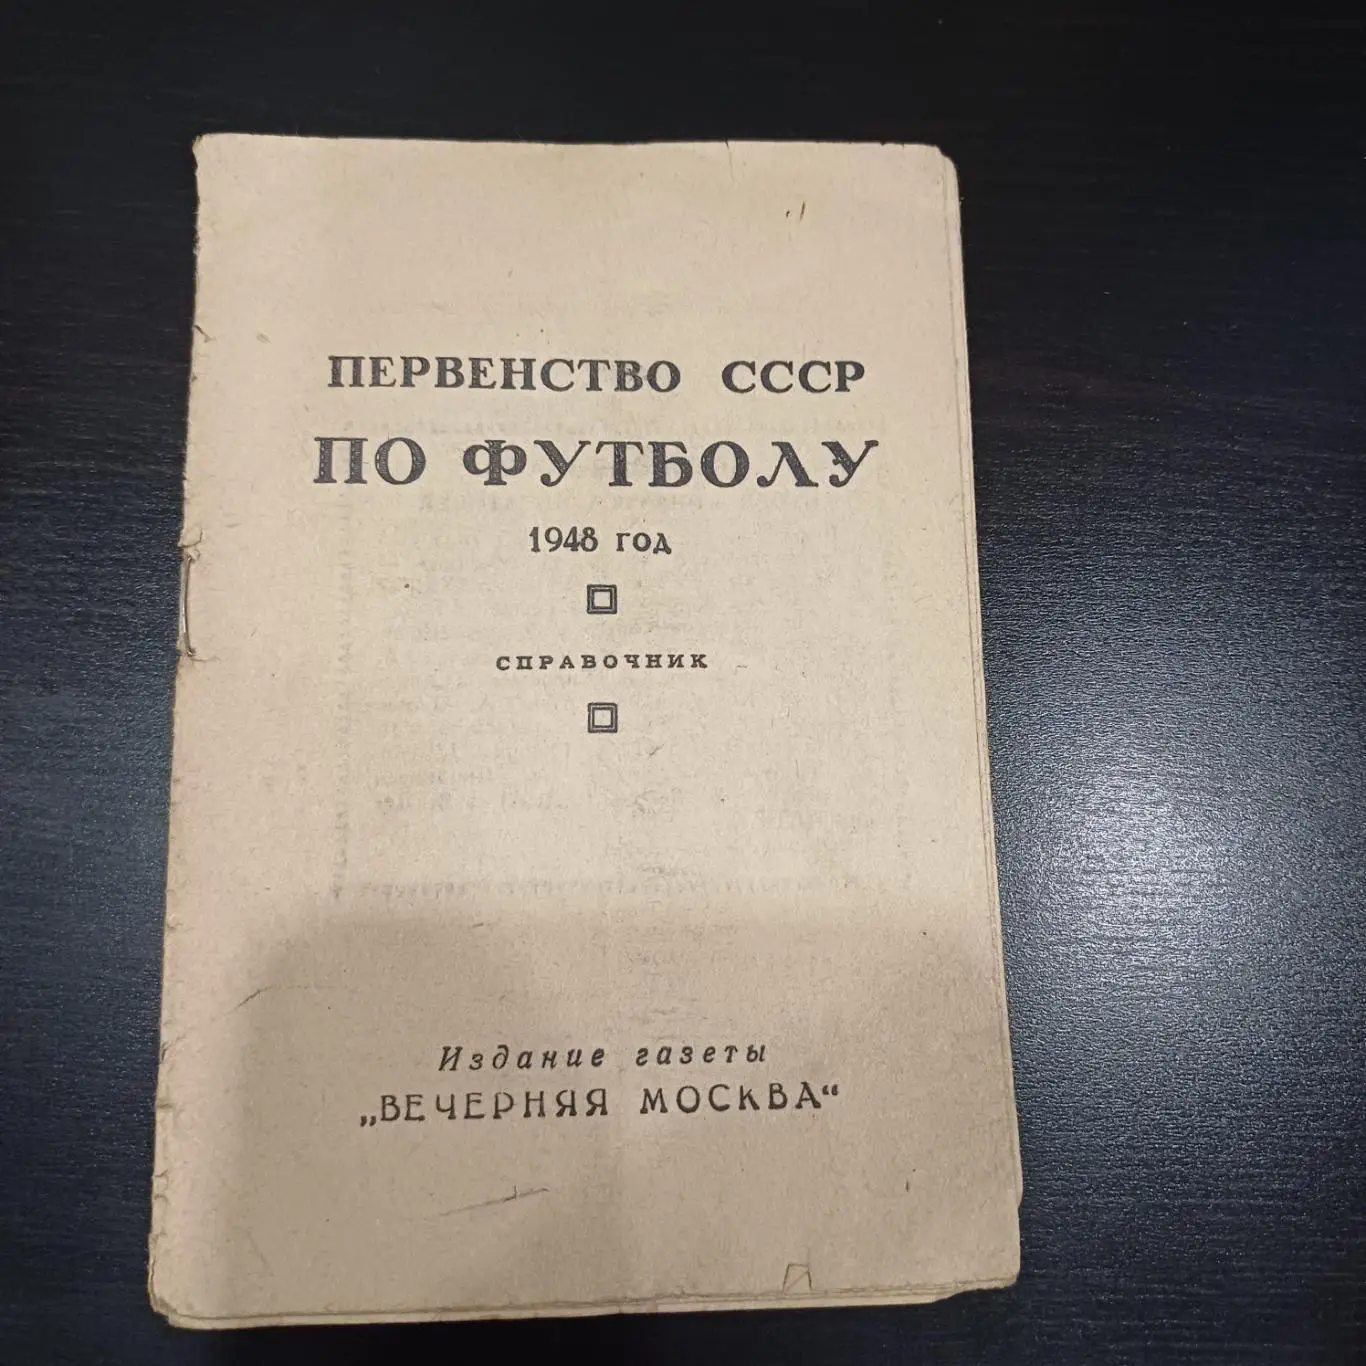 ПЕРВЕНСТВО СССР
ПО ФУТБОЛУ
1948 ГОД
СПРАВОЧНИК
Издание газеты
„ВЕЧЕРНЯЯ МОСКВА“